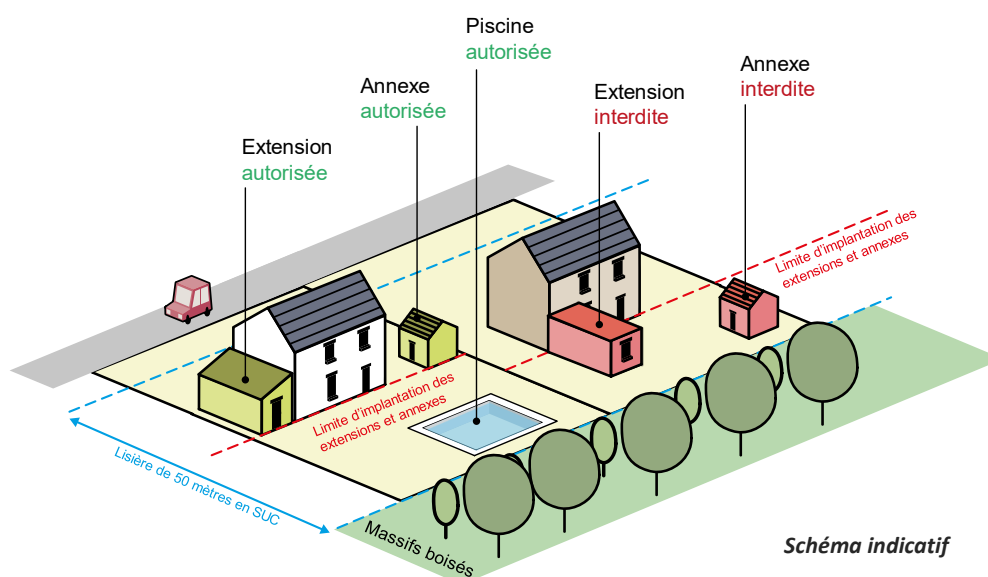 Piscine
autorisée
Annexe
autorisée
Extension
autorisée
Extension
interdite
Annexe
interdite
Limite d'implantation des
extensions et annexes
Limite d'implantation des
extensions et annexes
Lisière de 50 mètres en SUC
Massifs boisés
Schéma indicatif